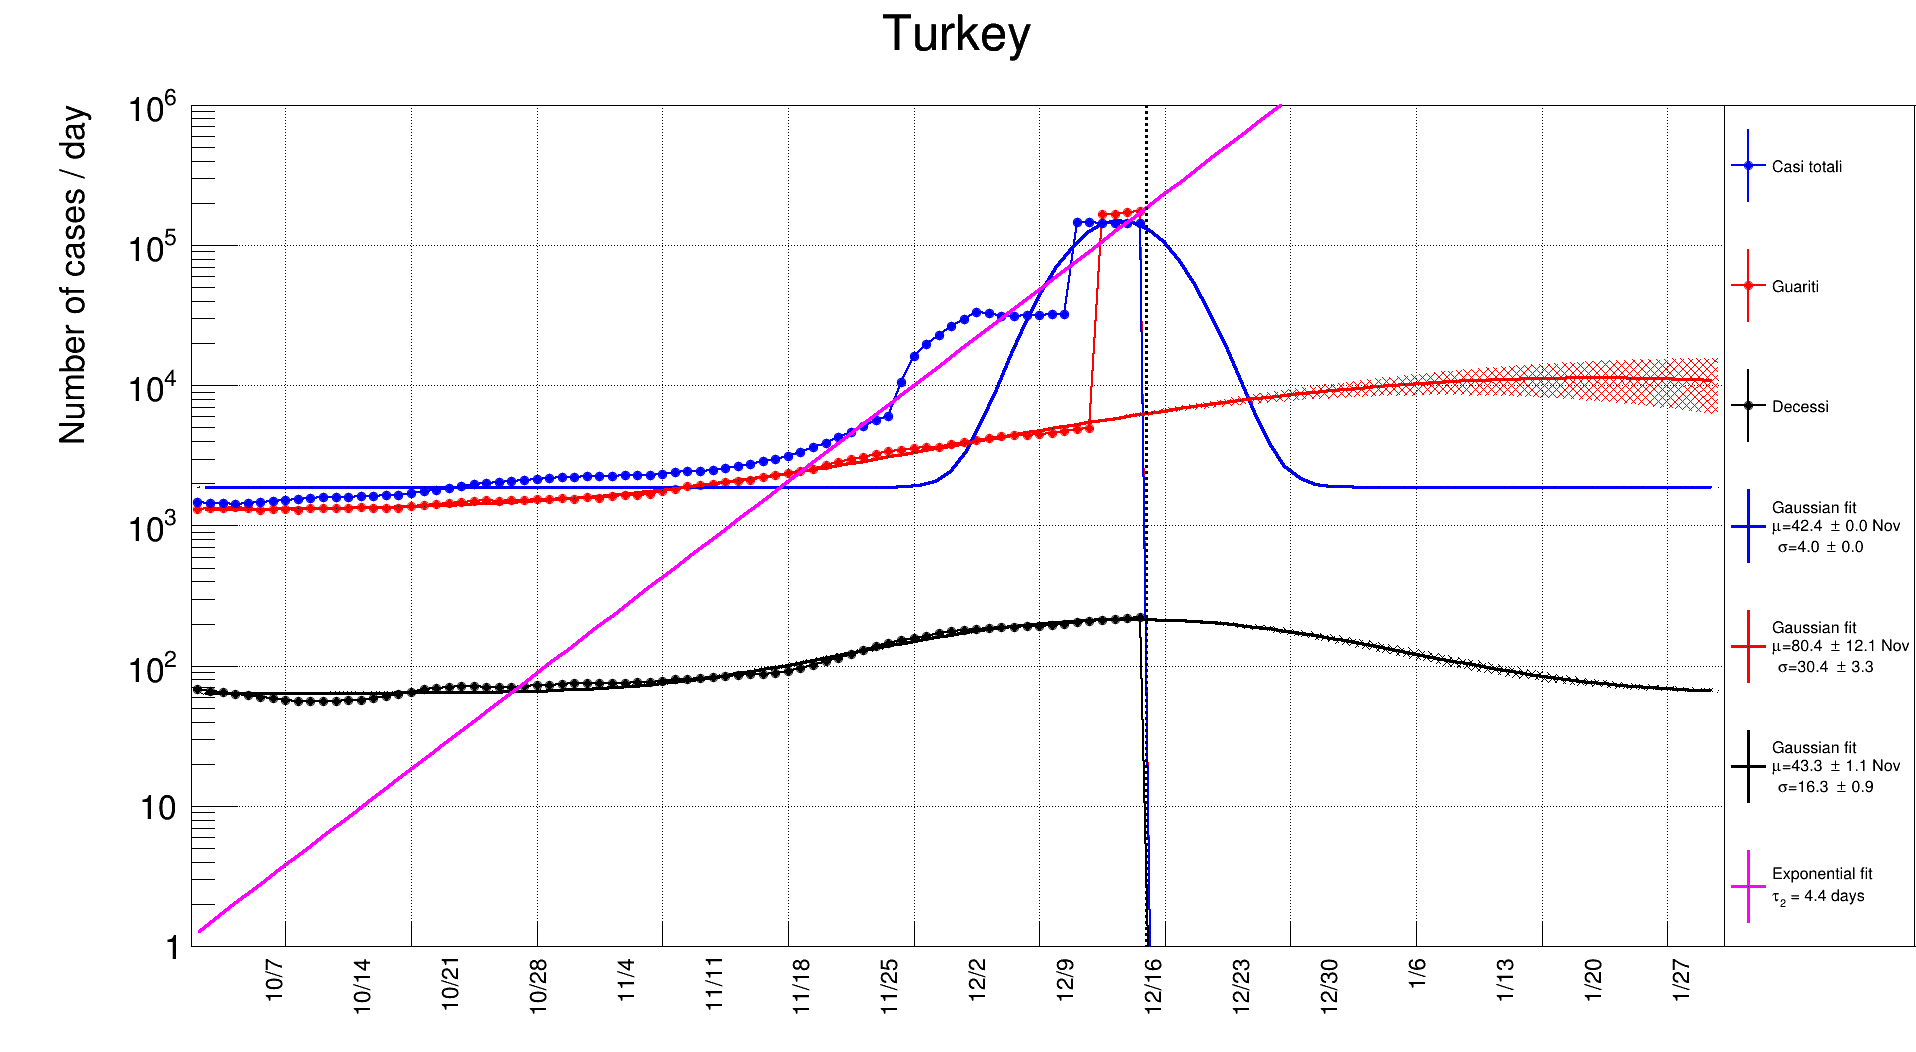 Turkey
Number of cases / day
10^6
10^5
10^4
10^3
10^2
10
1
10/7
10/14
10/21
10/28
11/4
11/11
11/18
11/25
12/2
12/9
12/16
12/23
12/30
1/6
1/13
1/20
1/27
Casi totali
Guariti
Decessi
Gaussian fit
μ=42.4 ± 0.0 Nov
σ=4.0 ± 0.0
Gaussian fit
μ=80.4 ± 12.1 Nov
σ=30.4 ± 3.3
Gaussian fit
μ=43.3 ± 1.1 Nov
σ=16.3 ± 0.9
Exponential fit
τ₂ = 4.4 days